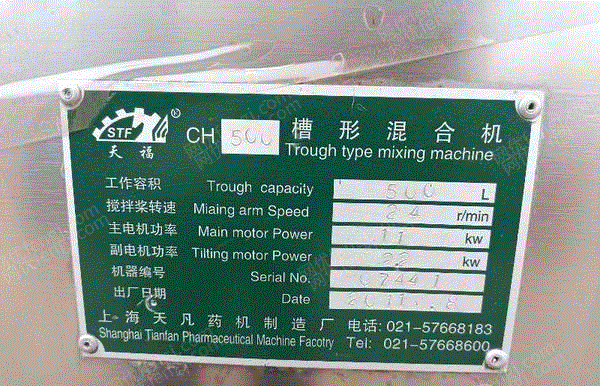 STF ®
天福
CH 500 槽形混合机
Trough type mixing machine
工作容积 Trough capacity 500 L
搅拌桨转速 Miaing arm Speed 24 r/min
主电机功率 Main motor Power 11 kw
副电机功率 Tilting motor Power 22 kw
机器编号 Serial No. 07441
出厂日期 Date 2011.8
上海天凡药机制造厂 电话: 021-57668183
Shanghai Tianfan Pharmaceutical Machine Facotry Tel: 021-57668600